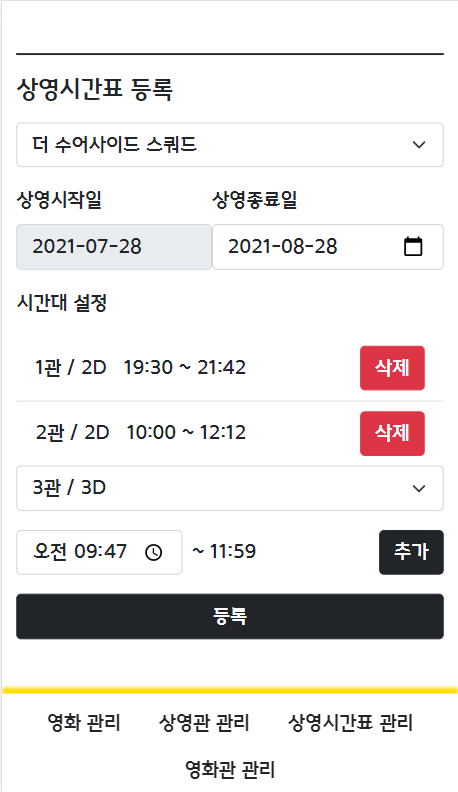 상영시간표 등록
더 수어사이드 스쿼드
상영시작일 상영종료일
2021-07-28 2021-08-28
시간대 설정
1관 / 2D 19:30 ~ 21:42 삭제
2관 / 2D 10:00 ~ 12:12 삭제
3관 / 3D
오전 09:47 ~ 11:59 추가
등록
영화 관리 상영관 관리 상영시간표 관리
영화관 관리